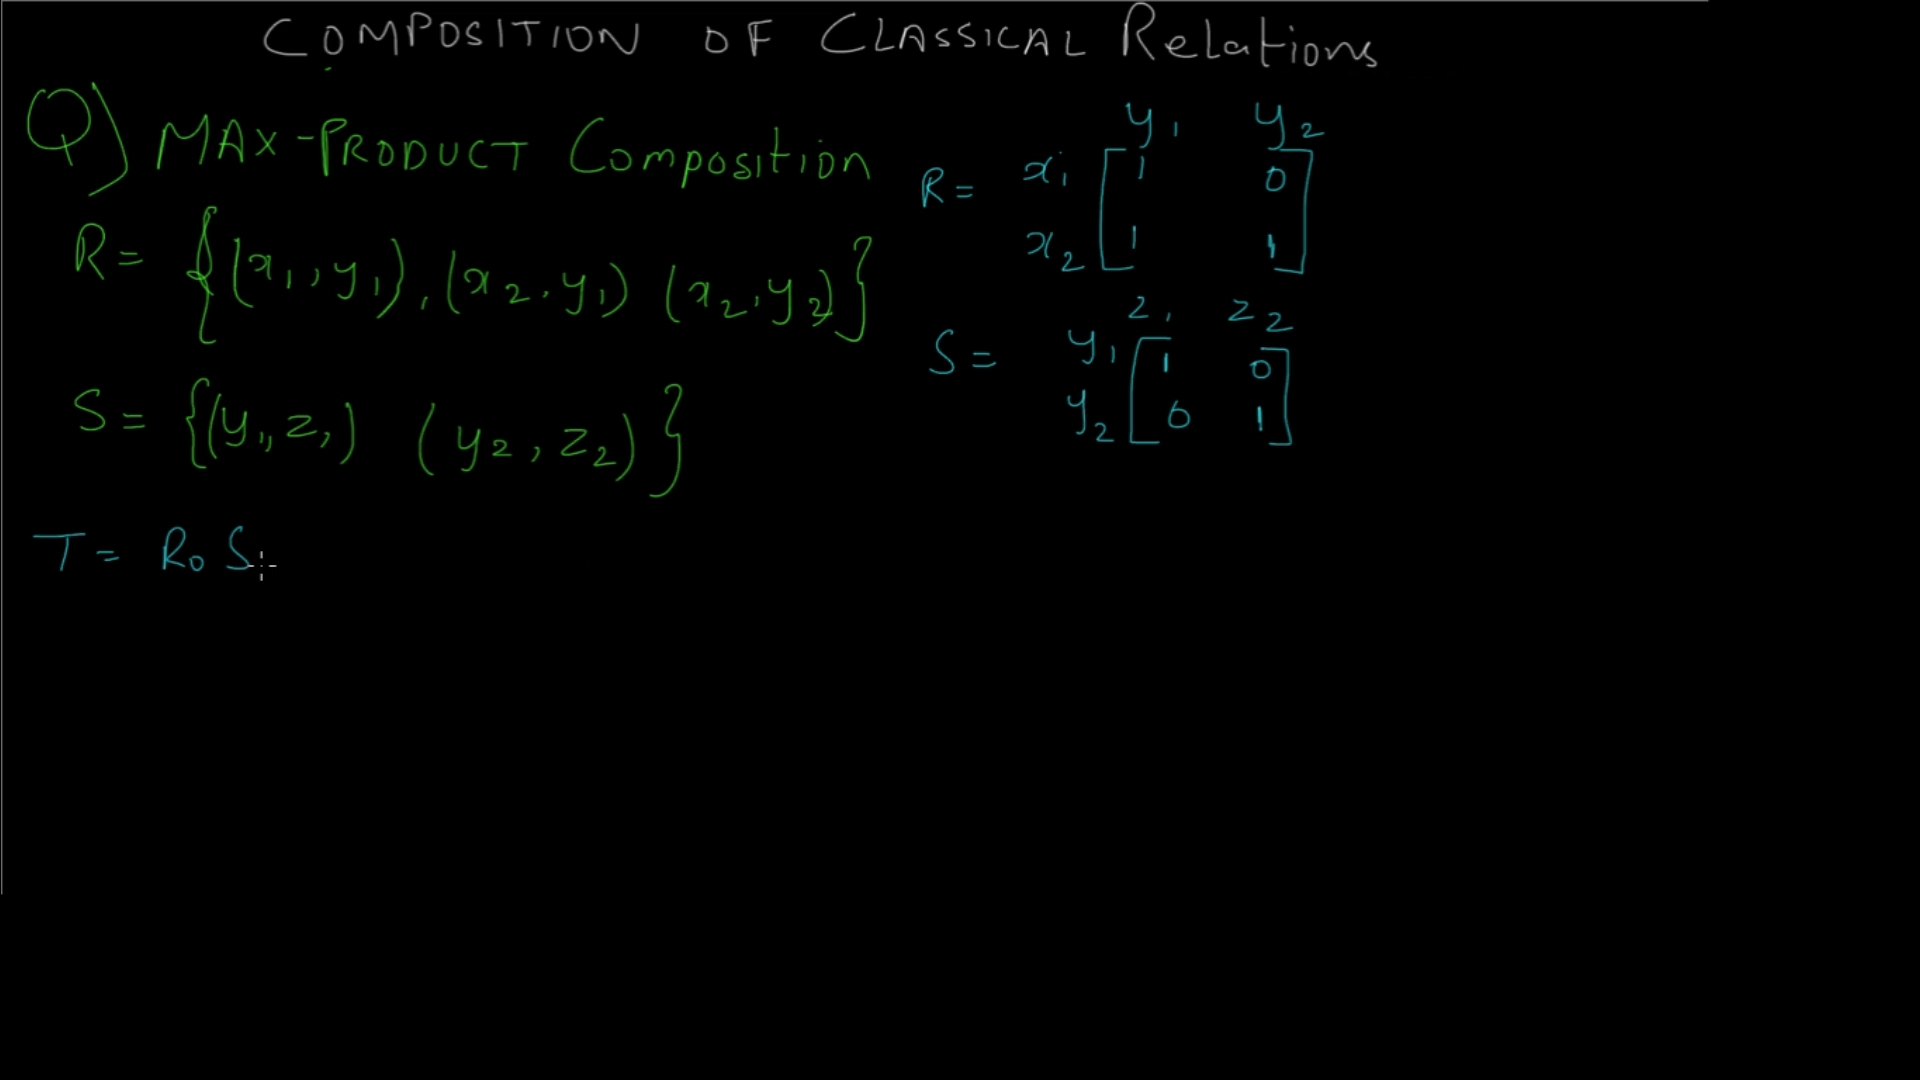 COMPOSITION OF CLASSICAL Relations
Q) MAX-PRODUCT Composition
R = {(x₁, y₁), (x₂, y₁) (x₂, y₂)}
S = {(y₁, z₁) (y₂, z₂)}
T = R∘S
y₁ y₂
R = x₁ [1 0
x₂ 1 1]
z₁ z₂
S = y₁ [1 0
y₂ 0 1]